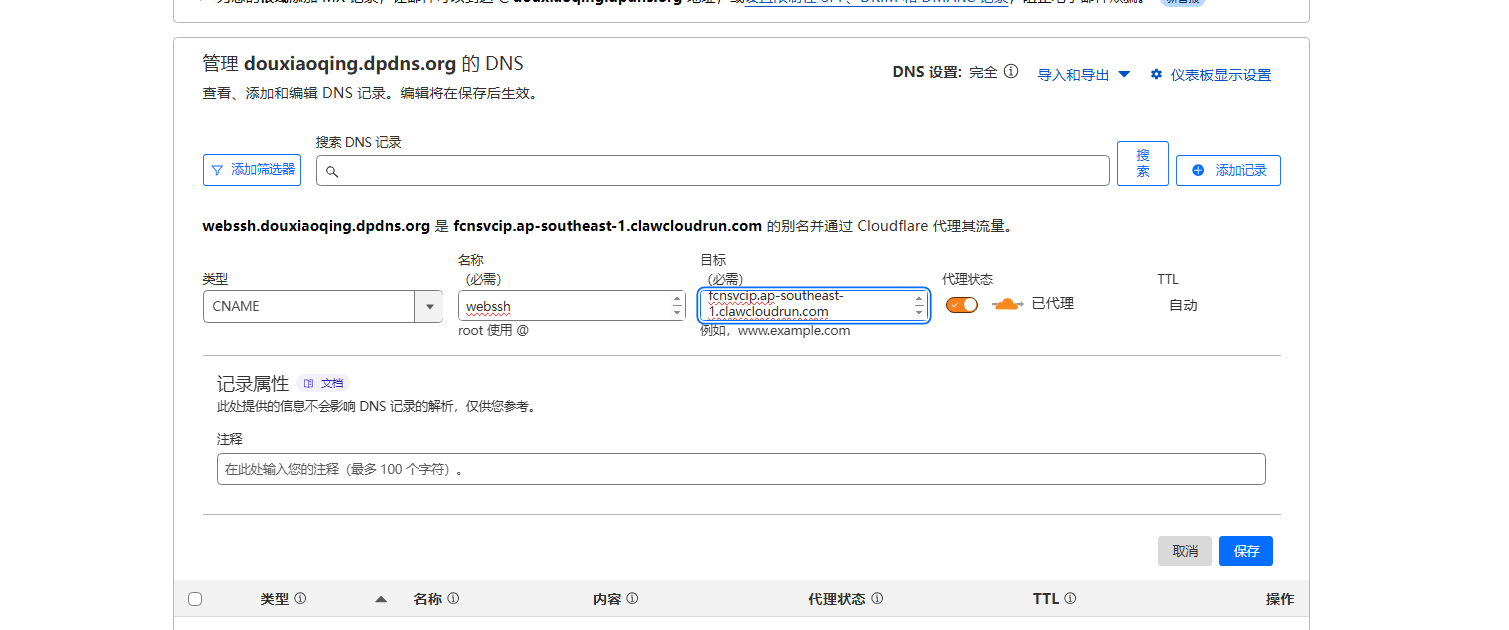 douxiaoqing.dpdns.org
新警报
管理 douxiaoqing.dpdns.org 的 DNS
DNS 设置: 完全
导入和导出
仪表板显示设置
查看、添加和编辑 DNS 记录。编辑将在保存后生效。
搜索 DNS 记录
添加筛选器
搜索
添加记录
webssh.douxiaoqing.dpdns.org 是 fcnsvcip.ap-southeast-1.clawcloudrun.com 的别名并通过 Cloudflare 代理其流量。
类型
名称
(必需)
目标
(必需)
代理状态
TTL
CNAME
webssh
fcnsvcip.ap-southeast-
1.clawcloudrun.com
已代理
自动
root 使用 @
例如，www.example.com
记录属性
文档
此处提供的信息不会影响 DNS 记录的解析，仅供您参考。
注释
在此处输入您的注释（最多 100 个字符）。
取消
保存
类型
名称
内容
代理状态
TTL
操作